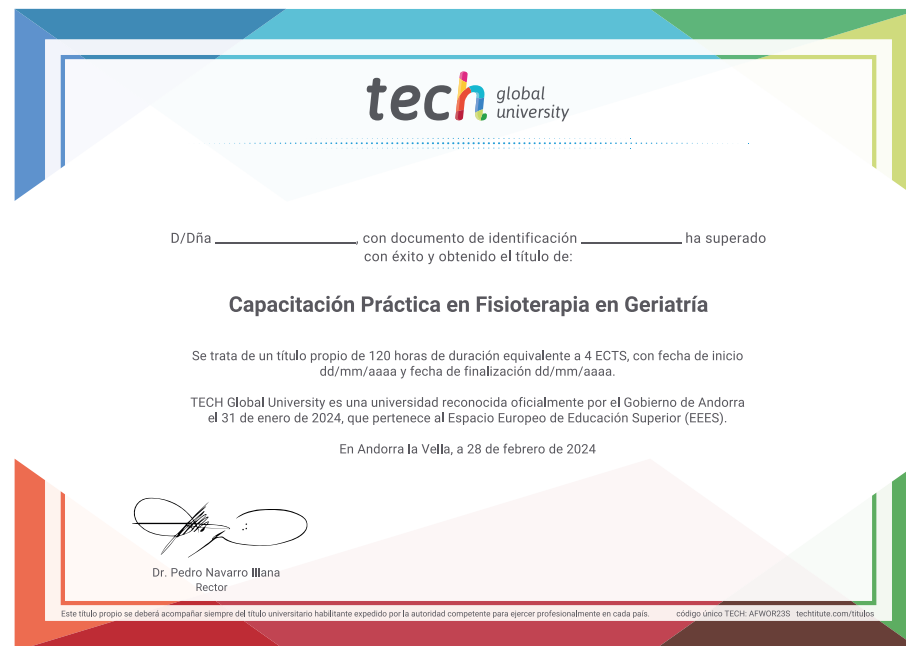 tech global university
D/Dña , con documento de identificación ha superado
con éxito y obtenido el título de:
Capacitación Práctica en Fisioterapia en Geriatría
Se trata de un título propio de 120 horas de duración equivalente a 4 ECTS, con fecha de inicio
dd/mm/aaaa y fecha de finalización dd/mm/aaaa.
TECH Global University es una universidad reconocida oficialmente por el Gobierno de Andorra
el 31 de enero de 2024, que pertenece al Espacio Europeo de Educación Superior (EEES).
En Andorra la Vella, a 28 de febrero de 2024
Dr. Pedro Navarro Illana
Rector
Este título propio se deberá acompañar siempre del título universitario habilitante expedido por la autoridad competente para ejercer profesionalmente en cada país. código único TECH: AFWOR23S techtitute.com/titulos